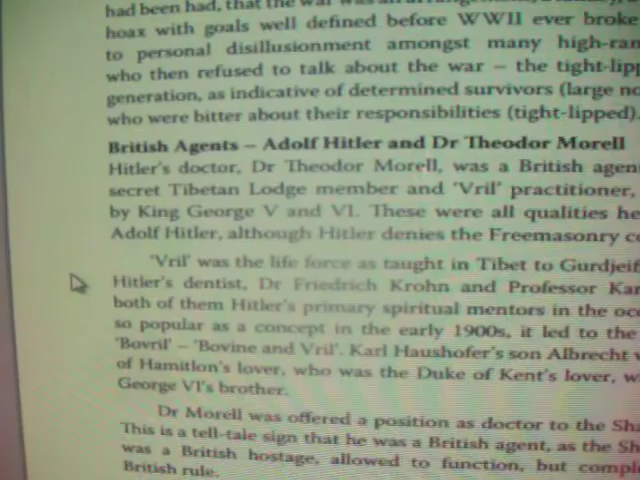 had been had, that the war was an
hoax with goals well defined before WWII ever broke
to personal disillusionment amongst many high-ran
who then refused to talk about the war – the tight-lipp
generation, as indicative of determined survivors (large no
who were bitter about their responsibilities (tight-lipped).
British Agents – Adolf Hitler and Dr Theodor Morell
Hitler's doctor, Dr Theodor Morell, was a British agen
secret Tibetan Lodge member and 'Vril' practitioner,
by King George V and VI. These were all qualities he
Adolf Hitler, although Hitler denies the Freemasonry co
'Vril' was the life force as taught in Tibet to Gurdjeif
Hitler's dentist, Dr Friedrich Krohn and Professor Kar
both of them Hitler's primary spiritual mentors in the occ
so popular as a concept in the early 1900s, it led to the
'Bovril' – 'Bovine and Vril'. Karl Haushofer's son Albrecht w
of Hamitlon's lover, who was the Duke of Kent's lover, w
George VI's brother.
Dr Morell was offered a position as doctor to the Sha
This is a tell-tale sign that he was a British agent, as the Sh
was a British hostage, allowed to function, but compl
British rule.